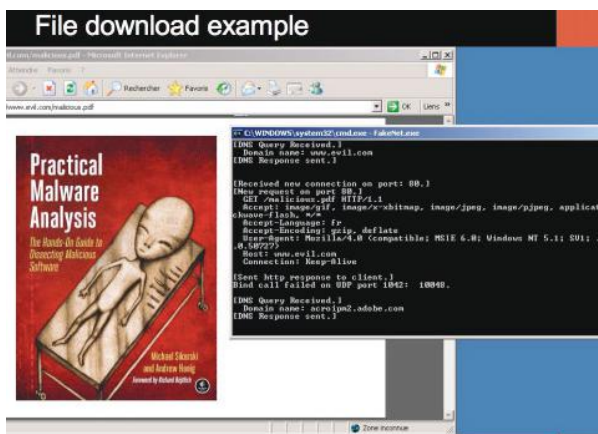 File download example
evil.com/malicious.pdf - Microsoft Internet Explorer
Rechercher Favoris
www.evil.com/malicious.pdf OK Liens »
Practical
Malware
Analysis
The Hands-On Guide to
Dissecting Malicious
Software
Michael Sikorski
and Andrew Honig
Foreword by Richard Bejtlich
C:\WINDOWS\system32\cmd.exe - FakeNet.exe
[DNS Query Received.]
Domain name: www.evil.com
[DNS Response sent.]
[Received new connection on port: 80.]
[New request on port 80.]
GET /malicious.pdf HTTP/1.1
Accept: image/gif, image/x-xbitmap, image/jpeg, image/pjpeg, applicat
ckwave-flash, */*
Accept-Language: fr
Accept-Encoding: gzip, deflate
User-Agent: Mozilla/4.0 (compatible; MSIE 6.0; Windows NT 5.1; SV1; .
.0.50727)
Host: www.evil.com
Connection: Keep-Alive
[Sent http response to client.]
Bind call failed on UDP port 1042: 10048.
[DNS Query Received.]
Domain name: acroipm2.adobe.com
[DNS Response sent.]
Zone inconnue